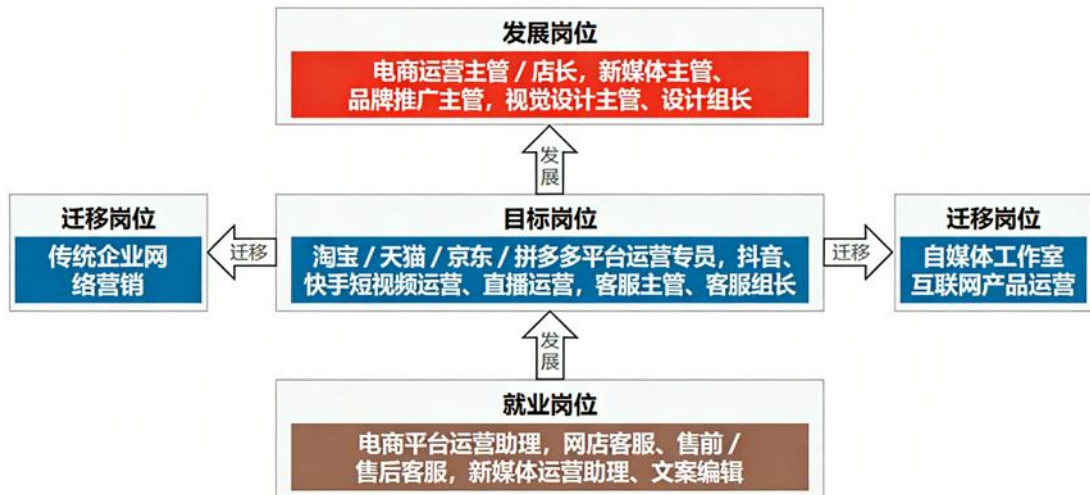 发展岗位
电商运营主管 / 店长，新媒体主管、
品牌推广主管，视觉设计主管、设计组长
发展
迁移岗位
传统企业网
络营销
迁移
目标岗位
淘宝 / 天猫 / 京东 / 拼多多平台运营专员，抖音、
快手短视频运营、直播运营，客服主管、客服组长
迁移
迁移岗位
自媒体工作室
互联网产品运营
发展
就业岗位
电商平台运营助理，网店客服、售前 /
售后客服，新媒体运营助理、文案编辑